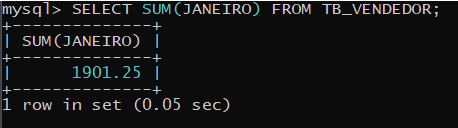 mysql> SELECT SUM(JANEIRO) FROM TB_VENDEDOR;
+--------------+
| SUM(JANEIRO) |
+--------------+
|      1901.25 |
+--------------+
1 row in set (0.05 sec)